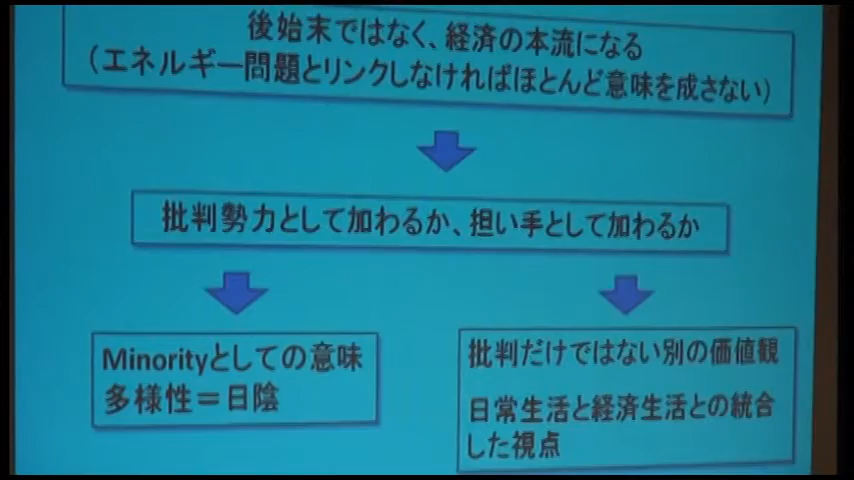 後始末ではなく、経済の本流になる
（エネルギー問題とリンクしなければほとんど意味を成さない）
批判勢力として加わるか、担い手として加わるか
Minorityとしての意味
多様性＝日陰
批判だけではない別の価値観
日常生活と経済生活との統合
した視点